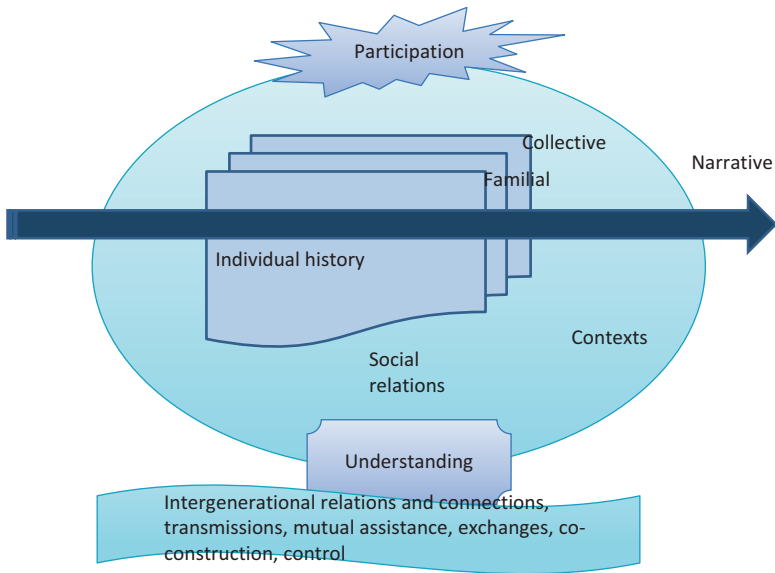 Participation
Collective
Narrative
Familial
Individual history
Contexts
Social
relations
Understanding
Intergenerational relations and connections,
transmissions, mutual assistance, exchanges, co-
construction, control